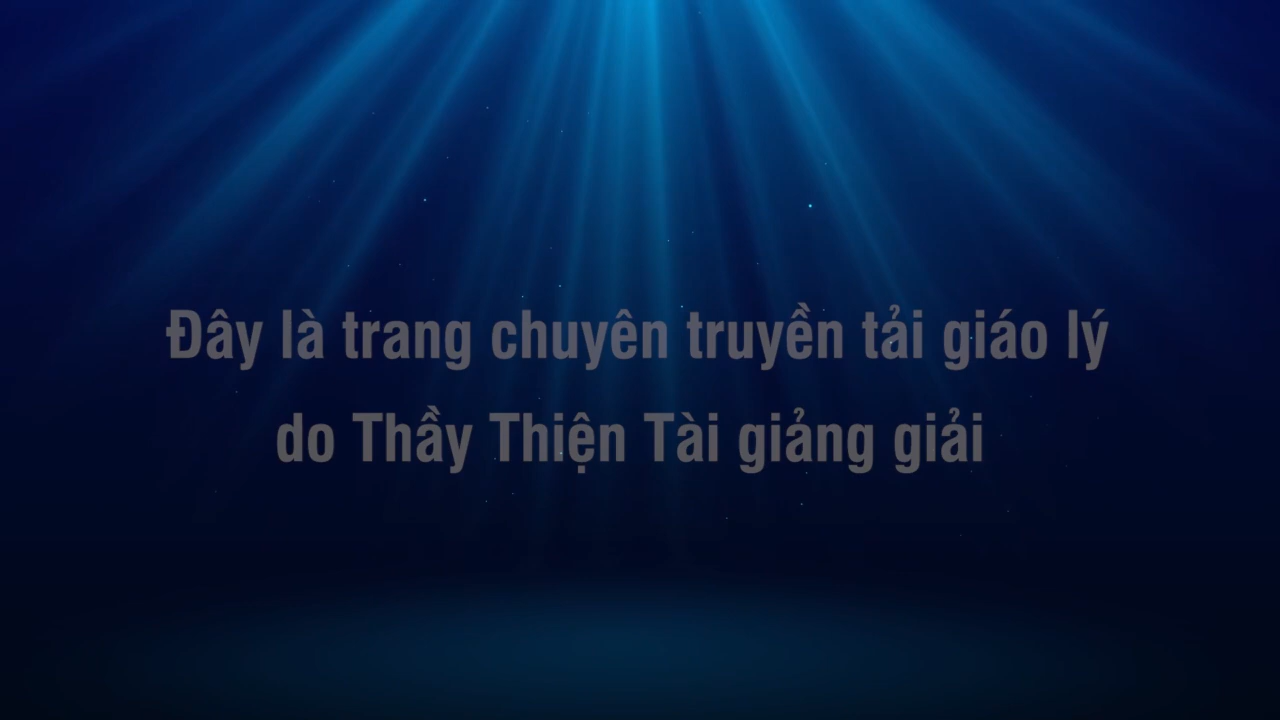 Đây là trang chuyên truyền tải giáo lý
do Thầy Thiện Tài giảng giải